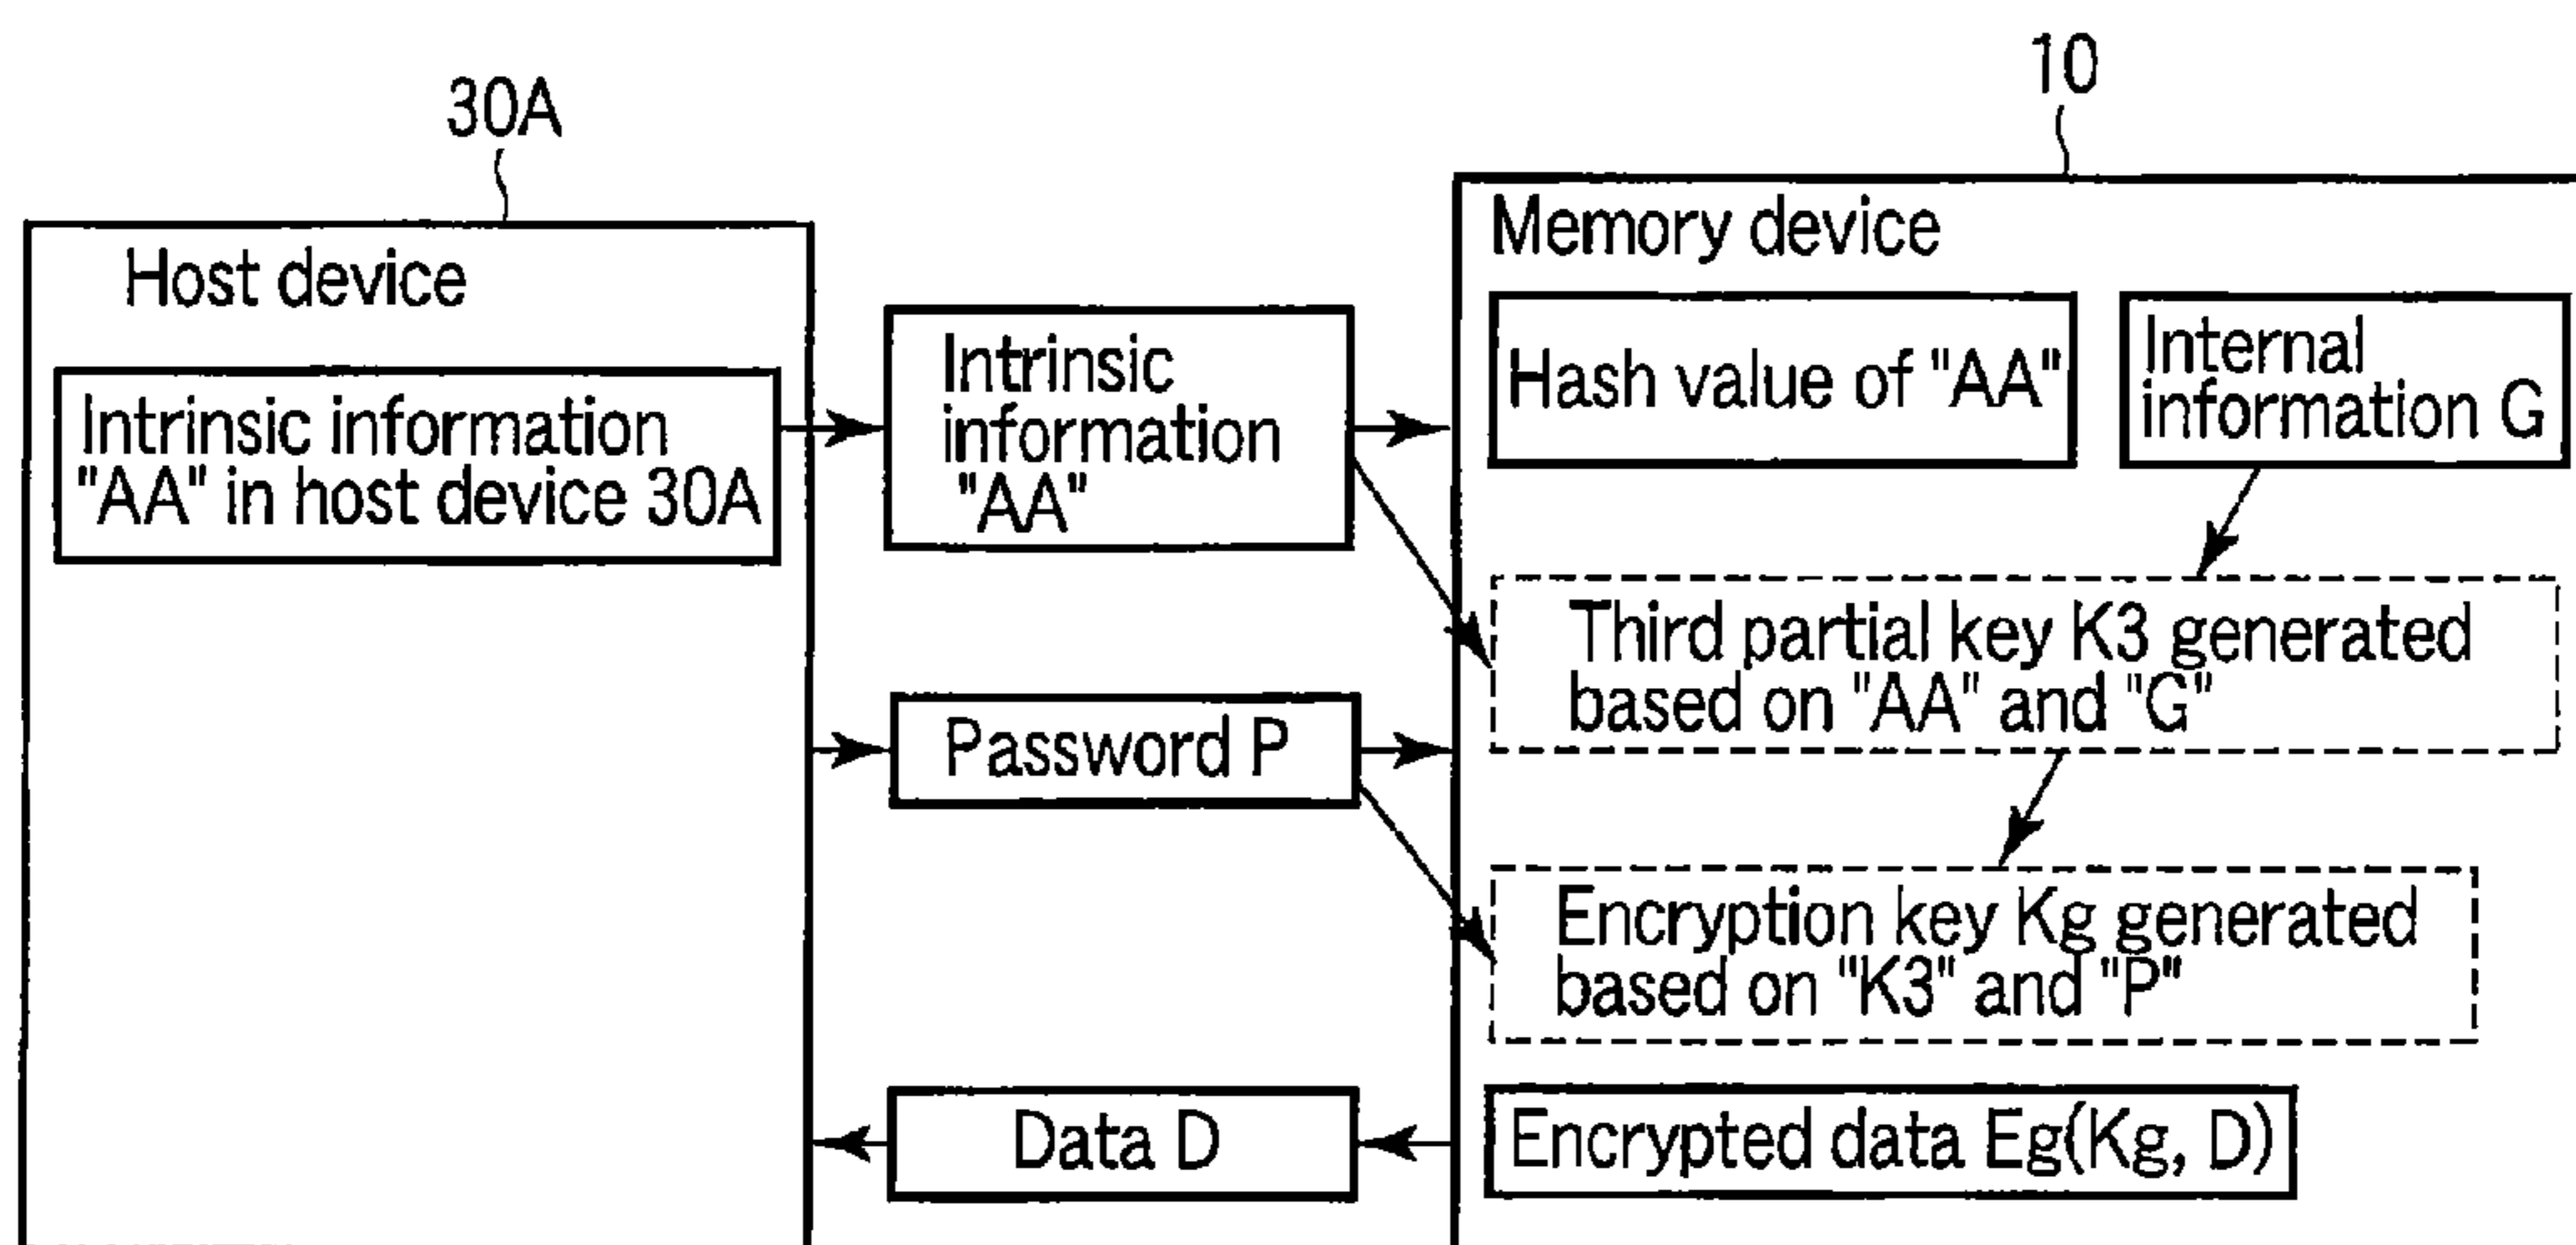 30A
10
Host device
Intrinsic information
"AA" in host device 30A
Intrinsic
information
"AA"
Password P
Data D
Memory device
Hash value of "AA"
Internal
information G
Third partial key K3 generated
based on "AA" and "G"
Encryption key Kg generated
based on "K3" and "P"
Encrypted data Eg(Kg, D)